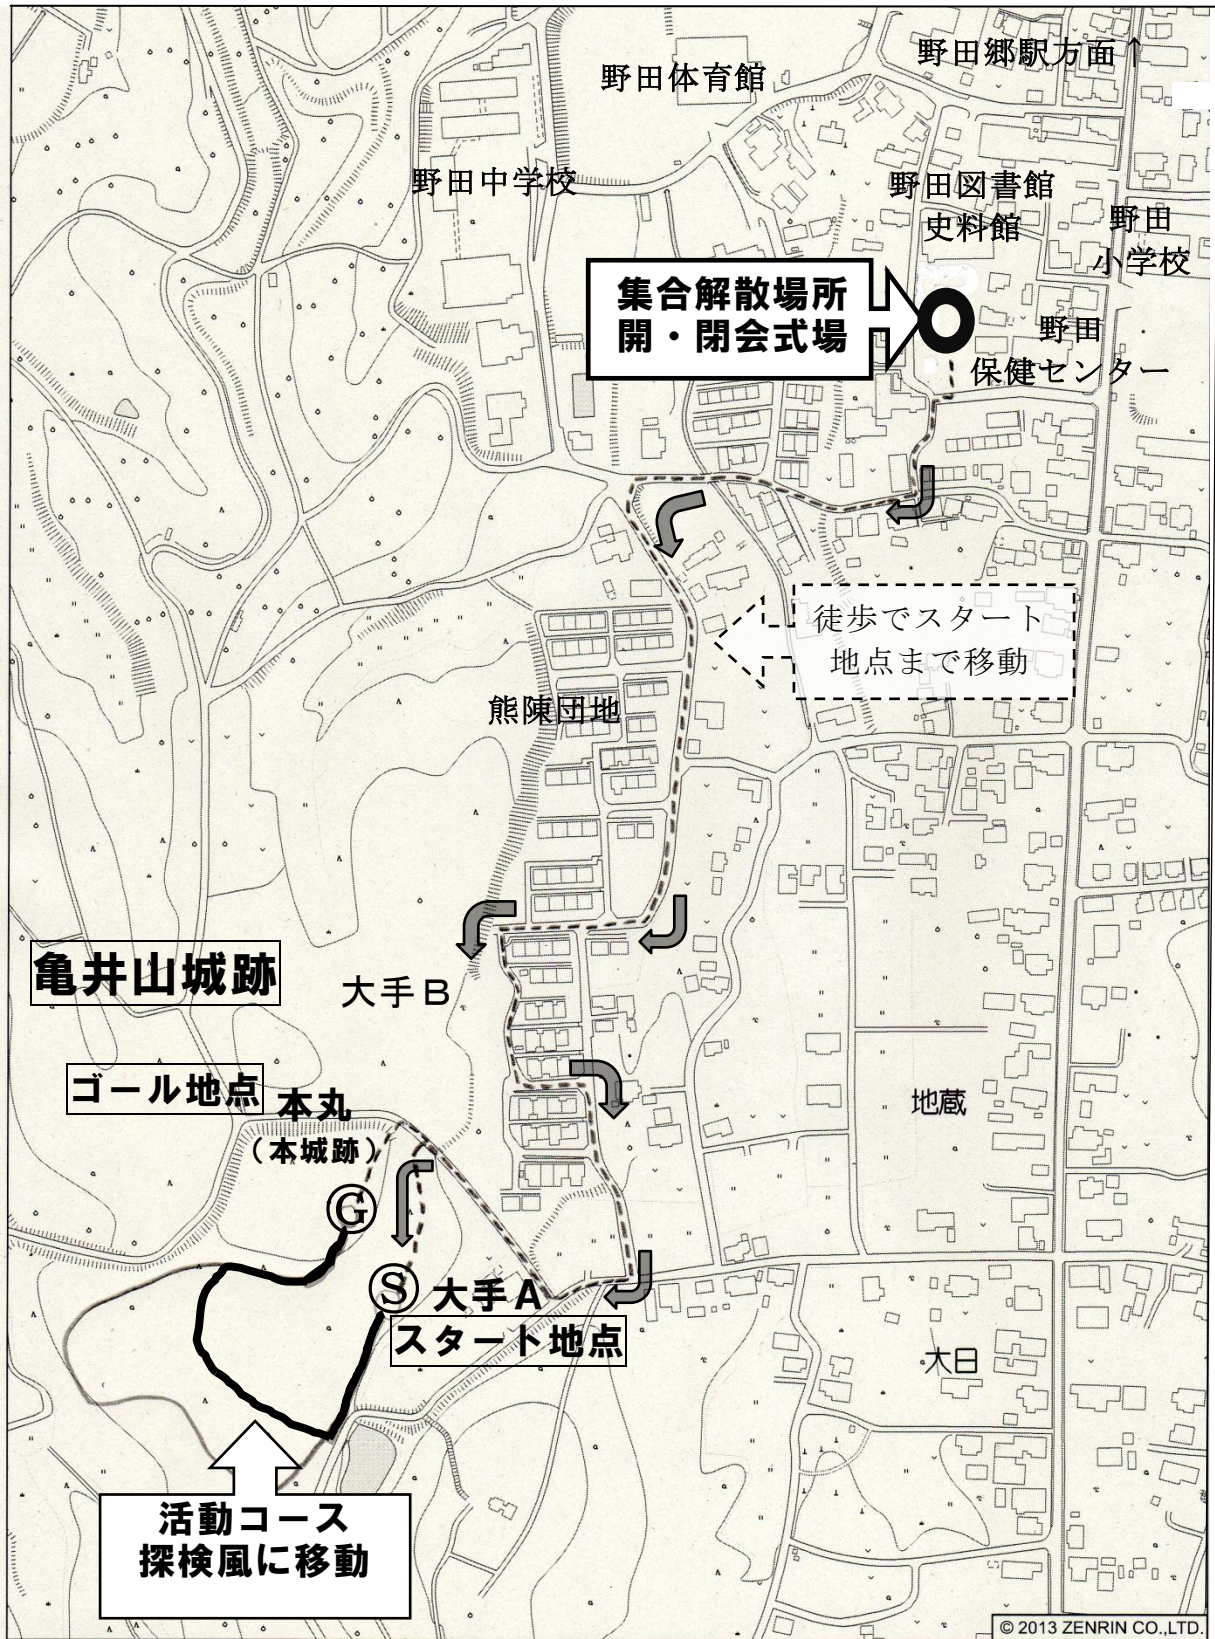 野田郷駅方面↑
野田体育館
野田中学校
野田図書館
史料館
野田
小学校
集合解散場所
開・閉会式場
野田
保健センター
徒歩でスタート
地点まで移動
熊陳団地
亀井山城跡
大手B
ゴール地点
本丸
（本城跡）
地蔵
G
S
大手A
スタート地点
大日
活動コース
探検風に移動
© 2013 ZENRIN CO.,LTD.